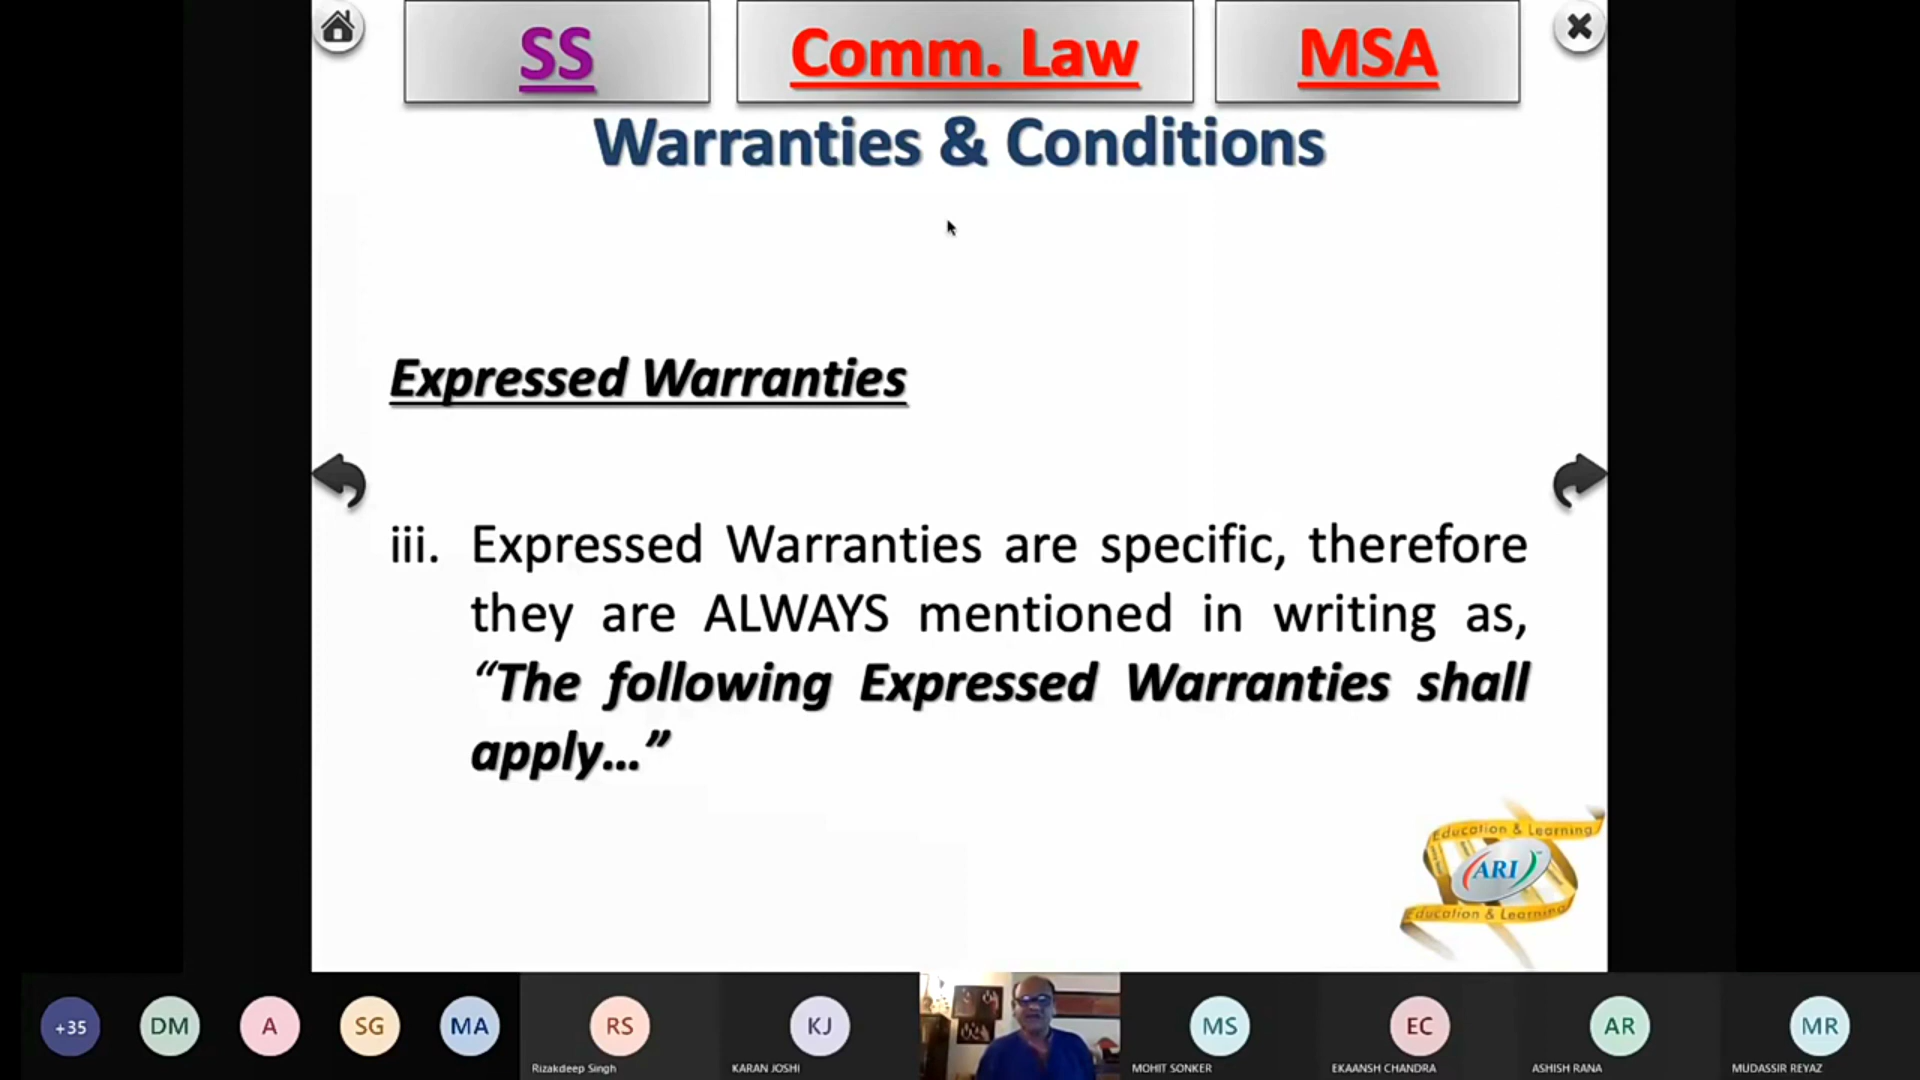 SS
Comm. Law
MSA
Warranties & Conditions
Expressed Warranties
iii. Expressed Warranties are specific, therefore
they are ALWAYS mentioned in writing as,
“The following Expressed Warranties shall
apply…”
Education & Learning
ARI
Education & Learning
+35
DM
A
SG
MA
RS
KJ
MS
EC
AR
MR
Rizakdeep Singh
KARAN JOSHI
MOHIT SONKER
EKAANSH CHANDRA
ASHISH RANA
MUDASSIR REYAZ